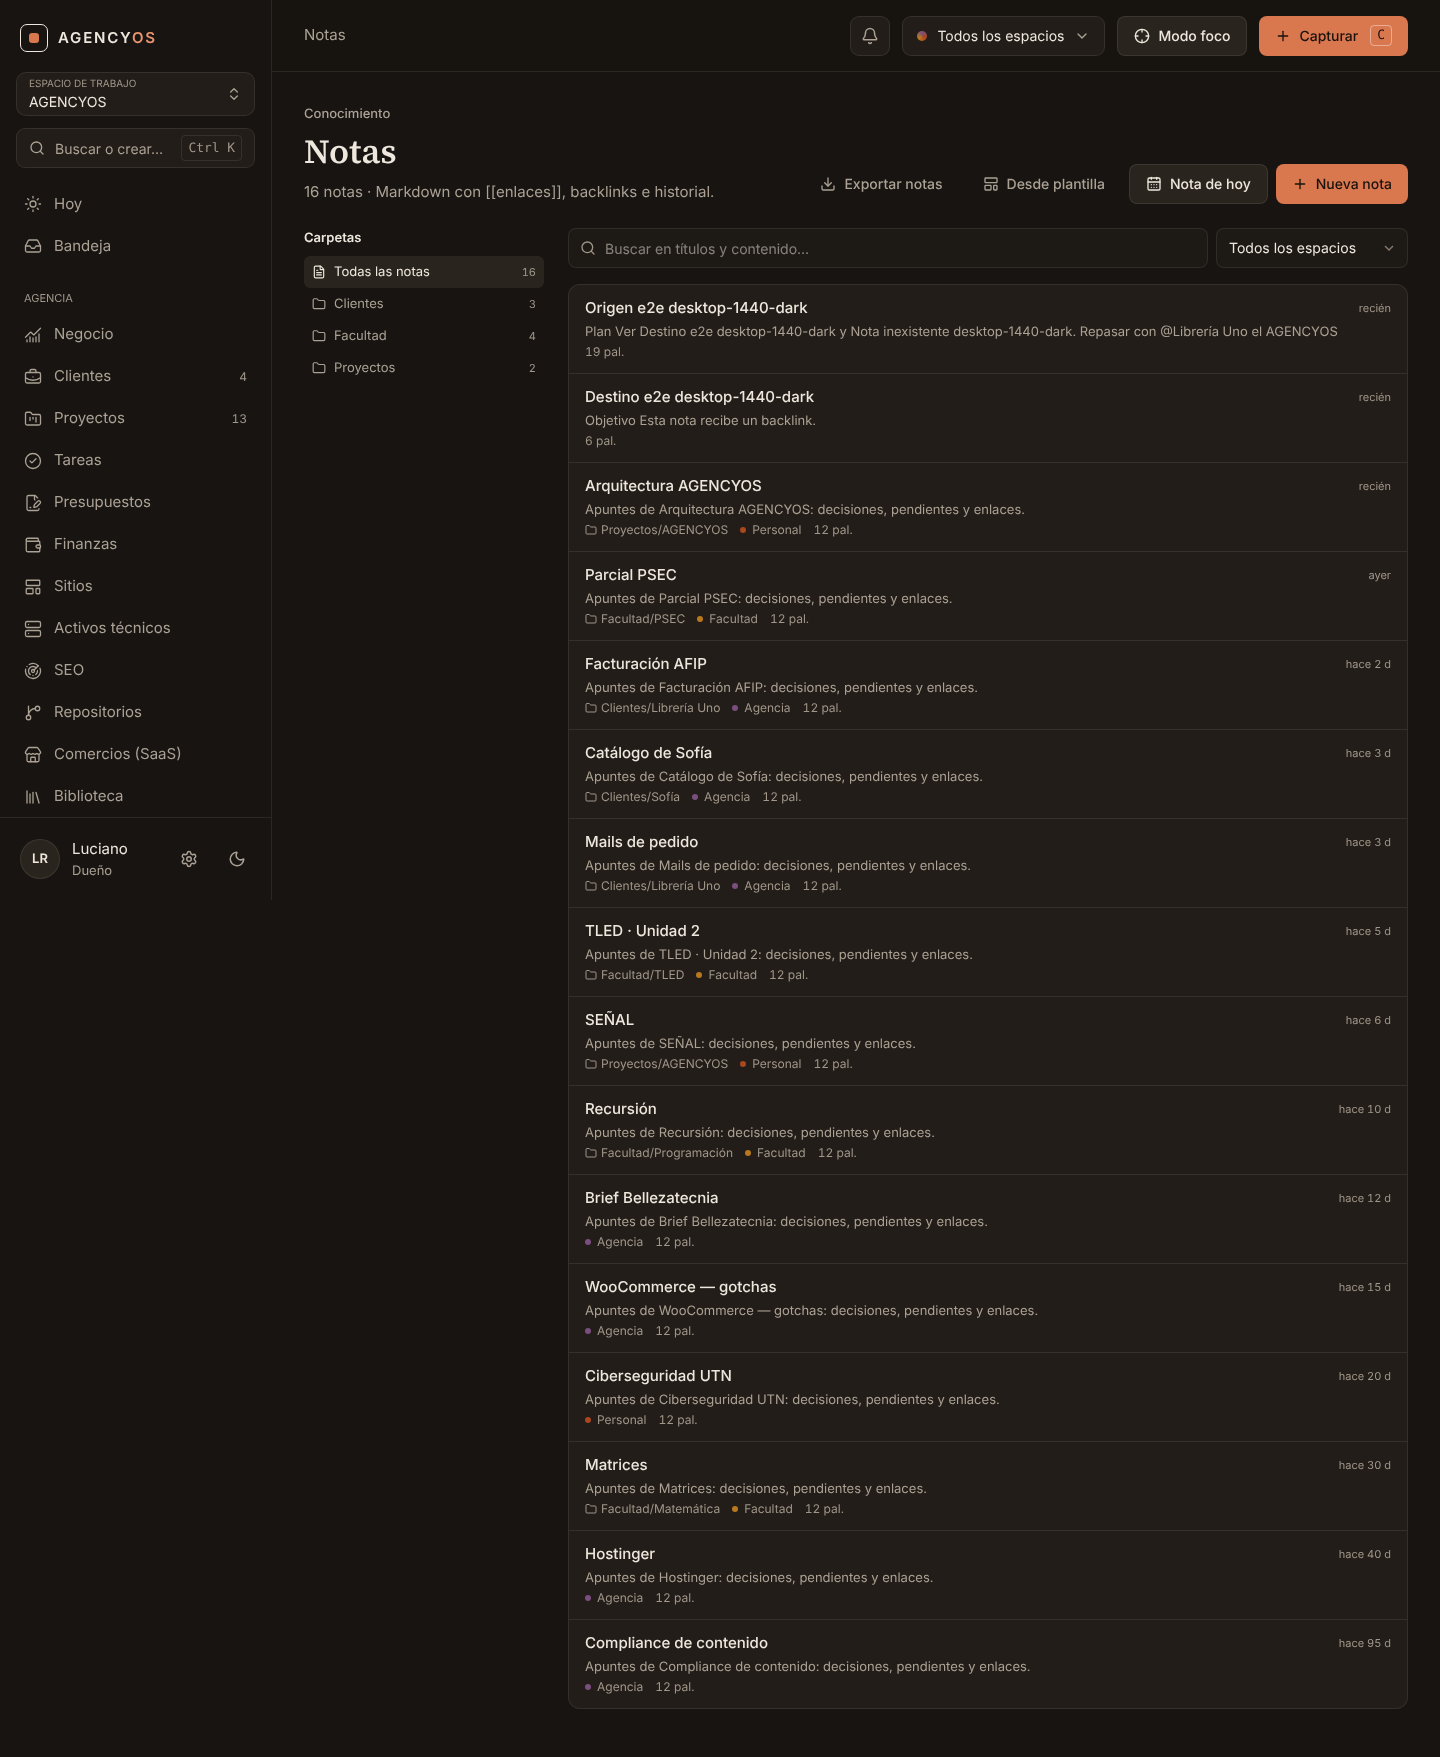 AGENCYOS
ESPACIO DE TRABAJO
AGENCYOS
Buscar o crear... Ctrl K
Hoy
Bandeja
AGENCIA
Negocio
Clientes 4
Proyectos 13
Tareas
Presupuestos
Finanzas
Sitios
Activos técnicos
SEO
Repositorios
Comercios (SaaS)
Biblioteca
LR
Luciano
Dueño
Notas
Todos los espacios
Modo foco
Capturar C
Conocimiento
Notas
16 notas · Markdown con [[enlaces]], backlinks e historial.
Exportar notas
Desde plantilla
Nota de hoy
Nueva nota
Carpetas
Todas las notas 16
Clientes 3
Facultad 4
Proyectos 2
Buscar en títulos y contenido...
Todos los espacios
Origen e2e desktop-1440-dark recién
Plan Ver Destino e2e desktop-1440-dark y Nota inexistente desktop-1440-dark. Repasar con @Librería Uno el AGENCYOS
19 pal.
Destino e2e desktop-1440-dark recién
Objetivo Esta nota recibe un backlink.
6 pal.
Arquitectura AGENCYOS recién
Apuntes de Arquitectura AGENCYOS: decisiones, pendientes y enlaces.
Proyectos/AGENCYOS Personal 12 pal.
Parcial PSEC ayer
Apuntes de Parcial PSEC: decisiones, pendientes y enlaces.
Facultad/PSEC Facultad 12 pal.
Facturación AFIP hace 2 d
Apuntes de Facturación AFIP: decisiones, pendientes y enlaces.
Clientes/Librería Uno Agencia 12 pal.
Catálogo de Sofía hace 3 d
Apuntes de Catálogo de Sofía: decisiones, pendientes y enlaces.
Clientes/Sofía Agencia 12 pal.
Mails de pedido hace 3 d
Apuntes de Mails de pedido: decisiones, pendientes y enlaces.
Clientes/Librería Uno Agencia 12 pal.
TLED · Unidad 2 hace 5 d
Apuntes de TLED · Unidad 2: decisiones, pendientes y enlaces.
Facultad/TLED Facultad 12 pal.
SEÑAL hace 6 d
Apuntes de SEÑAL: decisiones, pendientes y enlaces.
Proyectos/AGENCYOS Personal 12 pal.
Recursión hace 10 d
Apuntes de Recursión: decisiones, pendientes y enlaces.
Facultad/Programación Facultad 12 pal.
Brief Bellezatecnia hace 12 d
Apuntes de Brief Bellezatecnia: decisiones, pendientes y enlaces.
Agencia 12 pal.
WooCommerce — gotchas hace 15 d
Apuntes de WooCommerce — gotchas: decisiones, pendientes y enlaces.
Agencia 12 pal.
Ciberseguridad UTN hace 20 d
Apuntes de Ciberseguridad UTN: decisiones, pendientes y enlaces.
Personal 12 pal.
Matrices hace 30 d
Apuntes de Matrices: decisiones, pendientes y enlaces.
Facultad/Matemática Facultad 12 pal.
Hostinger hace 40 d
Apuntes de Hostinger: decisiones, pendientes y enlaces.
Agencia 12 pal.
Compliance de contenido hace 95 d
Apuntes de Compliance de contenido: decisiones, pendientes y enlaces.
Agencia 12 pal.